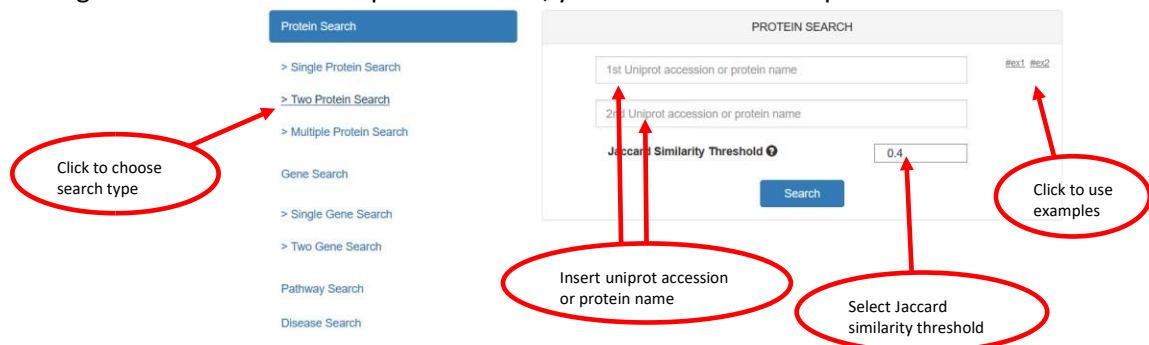 Protein Search
> Single Protein Search
> Two Protein Search
> Multiple Protein Search
Gene Search
> Single Gene Search
> Two Gene Search
Pathway Search
Disease Search
PROTEIN SEARCH
1st Uniprot accession or protein name
#ex1 #ex2
2nd Uniprot accession or protein name
Jaccard Similarity Threshold
0.4
Search
Click to choose
search type
Insert uniprot accession
or protein name
Select Jaccard
similarity threshold
Click to use
examples